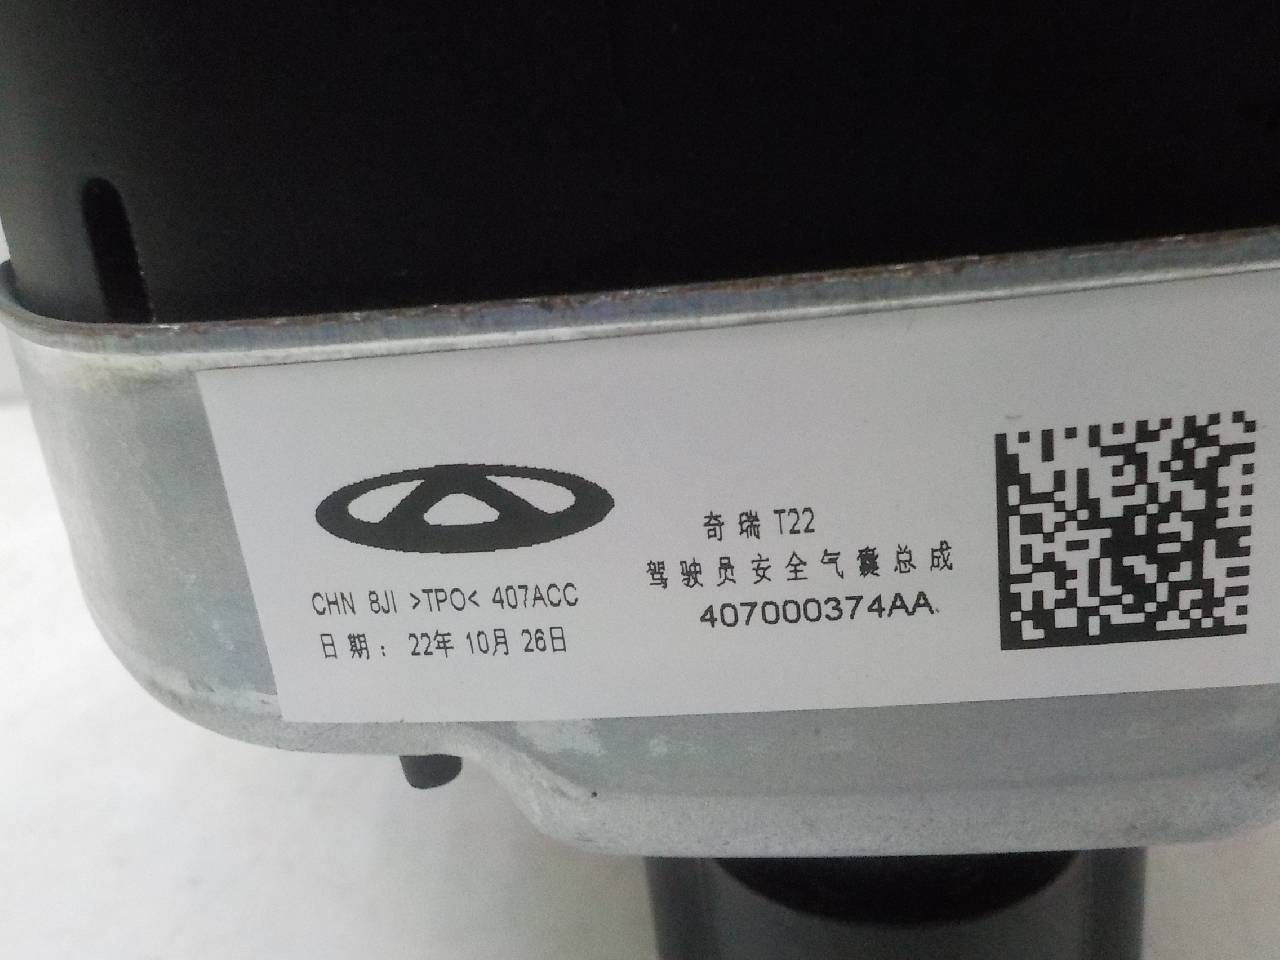 CHN 8JI >TPO< 407ACC
日期： 22年 10月 26日
奇瑞 T22
驾驶员安全气囊总成
407000374AA